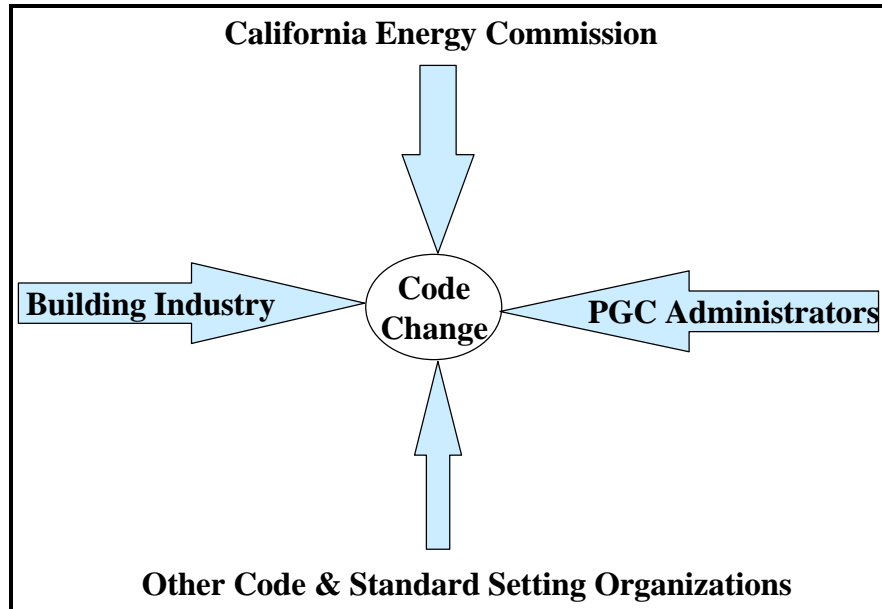 California Energy Commission
Building Industry
Code
Change
PGC Administrators
Other Code & Standard Setting Organizations